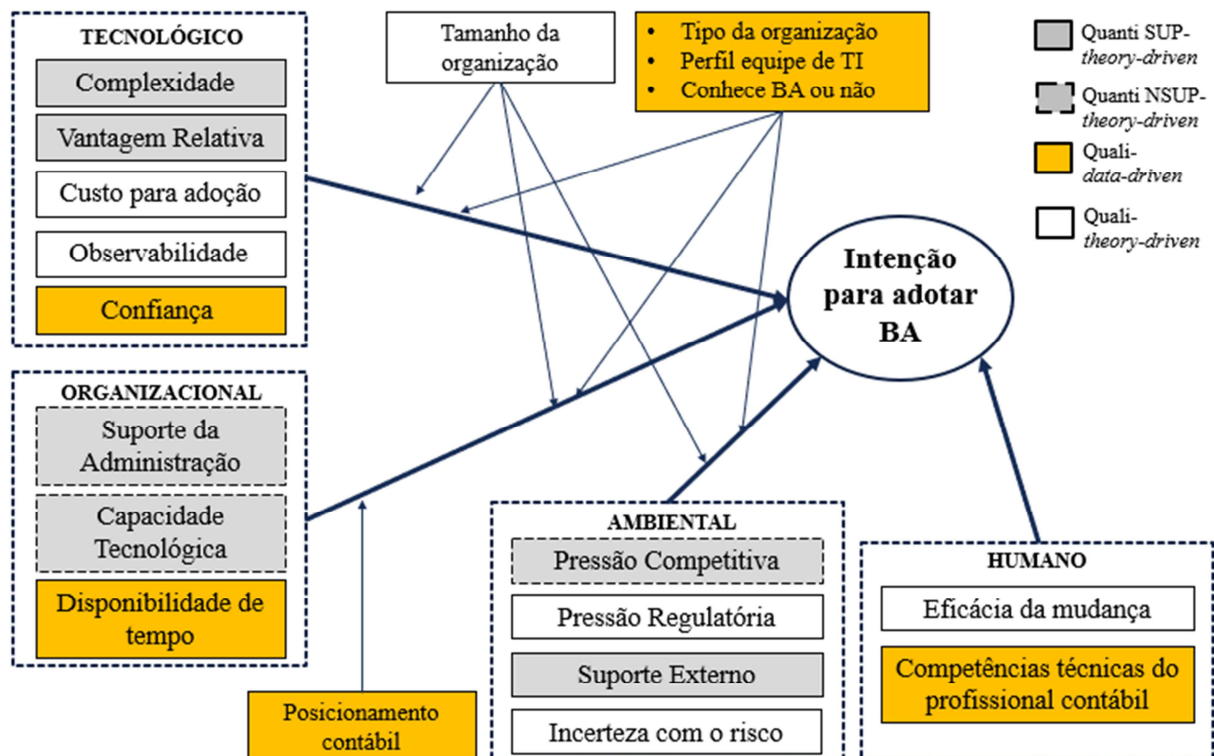 TECNOLÓGICO
Complexidade
Vantagem Relativa
Custo para adoção
Observabilidade
Confiança
Tamanho da
organização
• Tipo da organização
• Perfil equipe de TI
• Conhece BA ou não
Quanti SUP-
theory-driven
Quanti NSUP-
theory-driven
Quali-
data-driven
Quali-
theory-driven
Intenção
para adotar
BA
ORGANIZACIONAL
Suporte da
Administração
Capacidade
Tecnológica
Disponibilidade de
tempo
Posicionamento
contábil
AMBIENTAL
Pressão Competitiva
Pressão Regulatória
Suporte Externo
Incerteza com o risco
HUMANO
Eficácia da mudança
Competências técnicas do
profissional contábil